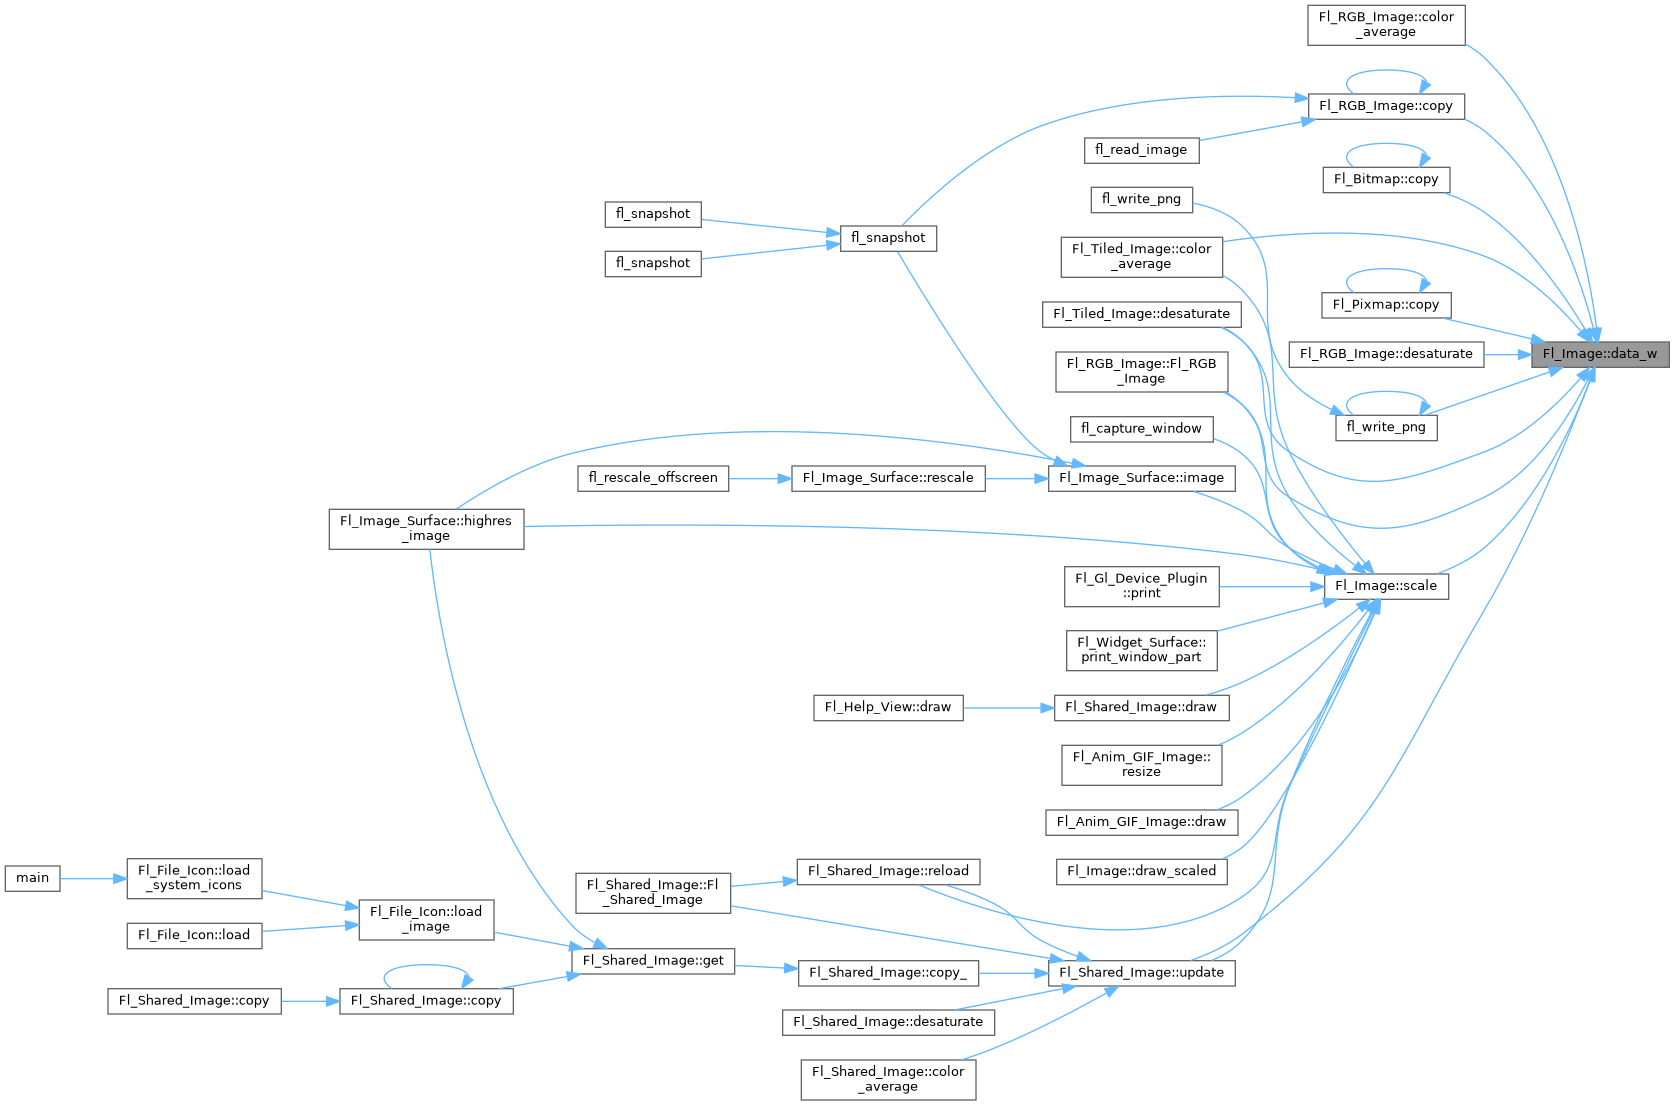 Fl_RGB_Image::color
_average
Fl_RGB_Image::copy
fl_read_image
Fl_Bitmap::copy
fl_write_png
fl_snapshot
fl_snapshot
fl_snapshot
Fl_Tiled_Image::color
_average
Fl_Pixmap::copy
Fl_Tiled_Image::desaturate
Fl_RGB_Image::desaturate
Fl_Image::data_w
Fl_RGB_Image::Fl_RGB
_Image
fl_capture_window
fl_write_png
fl_rescale_offscreen
Fl_Image_Surface::rescale
Fl_Image_Surface::image
Fl_Image_Surface::highres
_image
Fl_Gl_Device_Plugin
::print
Fl_Image::scale
Fl_Widget_Surface::
print_window_part
Fl_Help_View::draw
Fl_Shared_Image::draw
Fl_Anim_GIF_Image::
resize
Fl_Anim_GIF_Image::draw
Fl_Image::draw_scaled
main
Fl_File_Icon::load
_system_icons
Fl_Shared_Image::Fl
_Shared_Image
Fl_Shared_Image::reload
Fl_File_Icon::load
Fl_File_Icon::load
_image
Fl_Shared_Image::get
Fl_Shared_Image::copy_
Fl_Shared_Image::update
Fl_Shared_Image::copy
Fl_Shared_Image::copy
Fl_Shared_Image::desaturate
Fl_Shared_Image::color
_average